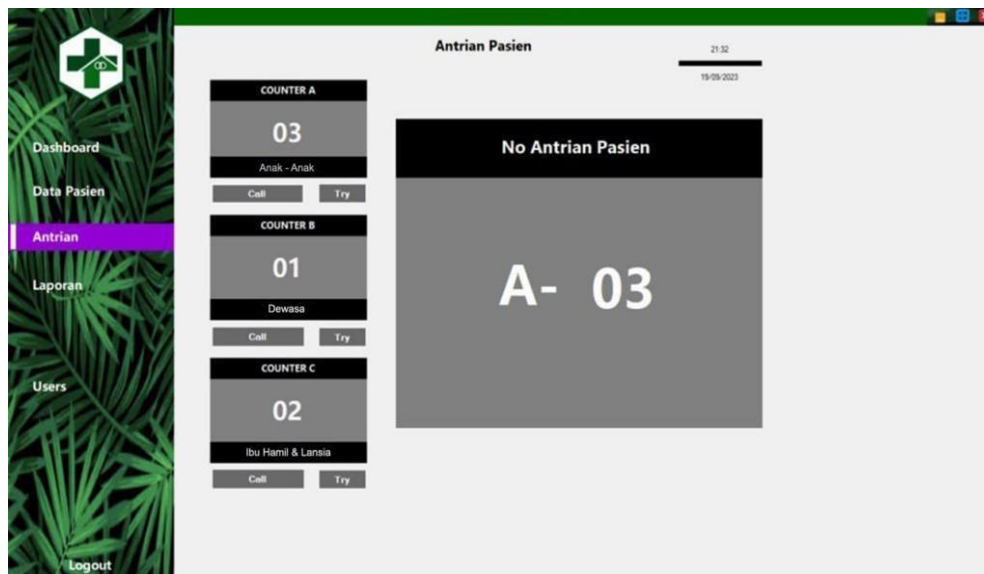 Antrian Pasien
21:32
19/09/2023
Dashboard
Data Pasien
Antrian
Laporan
Users
Logout
COUNTER A
03
Anak - Anak
Call Try
COUNTER B
01
Dewasa
Call Try
COUNTER C
02
Ibu Hamil & Lansia
Call Try
No Antrian Pasien
A- 03